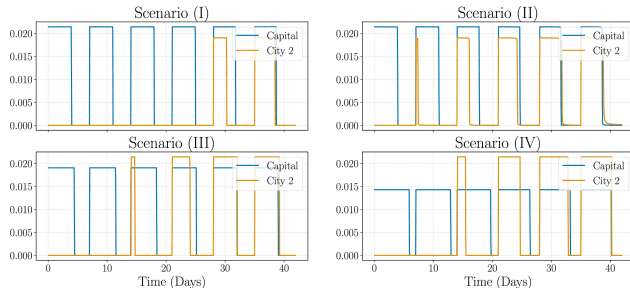 Scenario (I)
0.020
0.015
0.010
0.005
0.000
Capital
City 2
Scenario (II)
0.020
0.015
0.010
0.005
0.000
Capital
City 2
Scenario (III)
0.020
0.015
0.010
0.005
0.000
0
10
20
30
40
Time (Days)
Capital
City 2
Scenario (IV)
0.020
0.015
0.010
0.005
0.000
0
10
20
30
40
Time (Days)
Capital
City 2